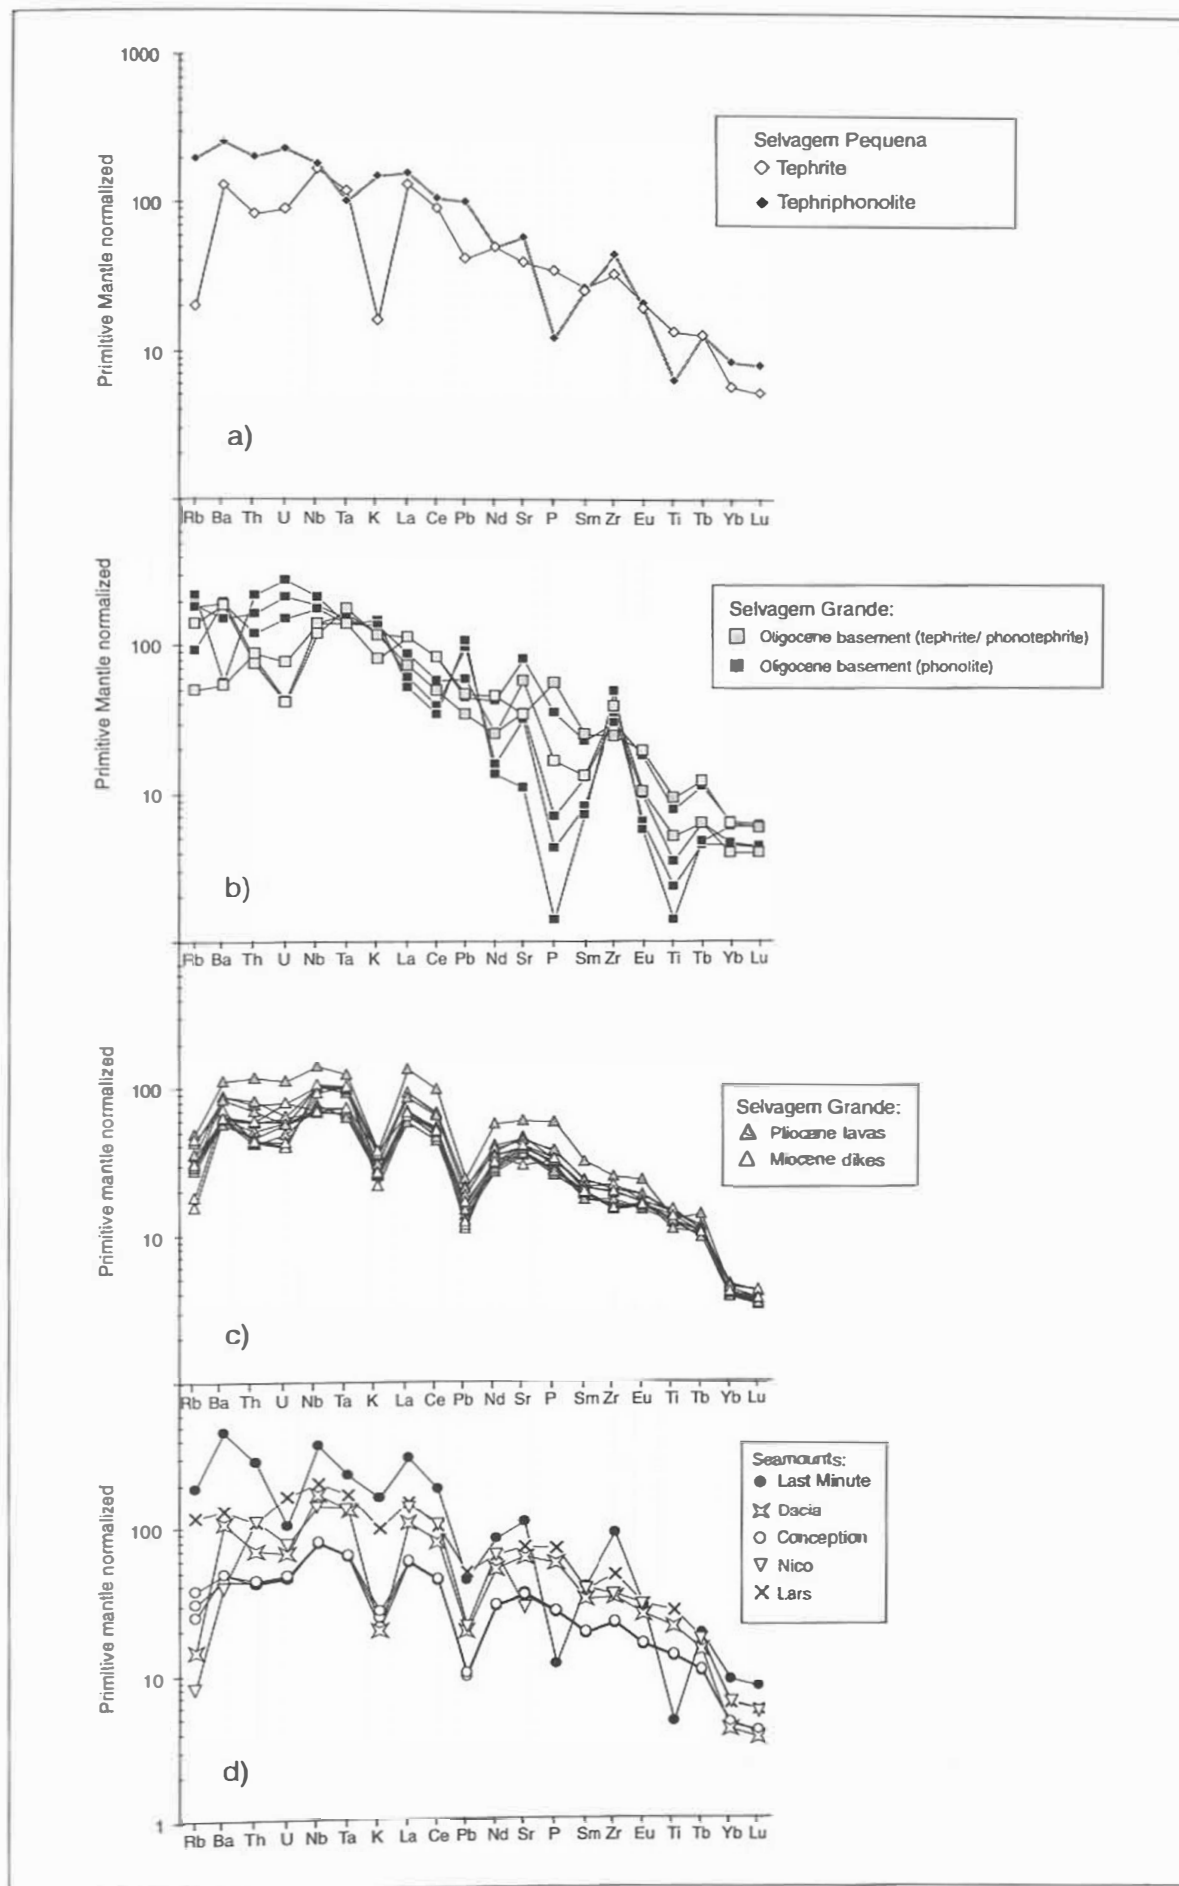 1000
100
10
Primitive Mantle normalized
Selvagem Pequena
Tephrite
Tephriphonolite
a)
Rb Ba Th U Nb Ta K La Ce Pb Nd Sr P Sm Zr Eu Ti Tb Yb Lu
100
10
Primitive Mantle normalized
Selvagem Grande:
Oligocene basement (tephrite/ phonotephrite)
Oligocene basement (phonolite)
b)
Rb Ba Th U Nb Ta K La Ce Pb Nd Sr P Sm Zr Eu Ti Tb Yb Lu
100
10
Primitive mantle normalized
Selvagem Grande:
Pliocene lavas
Miocene dikes
c)
Rb Ba Th U Nb Ta K La Ce Pb Nd Sr P Sm Zr Eu Ti Tb Yb Lu
100
10
1
Primitive mantle normalized
Seamounts:
Last Minute
Dacia
Conception
Nico
Lars
d)
Rb Ba Th U Nb Ta K La Ce Pb Nd Sr P Sm Zr Eu Ti Tb Yb Lu